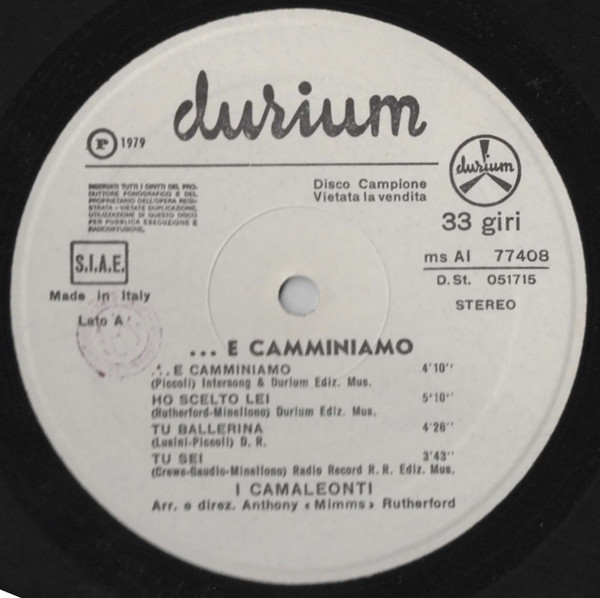 durium
P 1979
RISERVATI TUTTI I DIRITTI DEL PRO-
DUTTORE FONOGRAFICO E DEL
PROPRIETARIO DELL'OPERA REGI-
STRATA - VIETATE DUPLICAZIONE,
UTILIZZAZIONE DI QUESTO DISCO
PER PUBBLICA ESECUZIONE E
RADIODIFFUSIONE.
Disco Campione
Vietata la vendita
durium
33 giri
S.I.A.E.
ms AI 77408
Made in Italy
D. St. 051715
Lato A
STEREO
... E CAMMINIAMO
...E CAMMINIAMO 4'10''
(Piccoli) Intersong & Durium Ediz. Mus.
HO SCELTO LEI 5'10''
(Rutherford-Minellono) Durium Ediz. Mus.
TU BALLERINA 4'26''
(Lusini-Piccoli) D. R.
TU SEI 3'43''
(Crewe-Gaudio-Minellono) Radio Record R. R. Ediz. Mus.
I CAMALEONTI
Arr. e direz. Anthony « Mimms » Rutherford